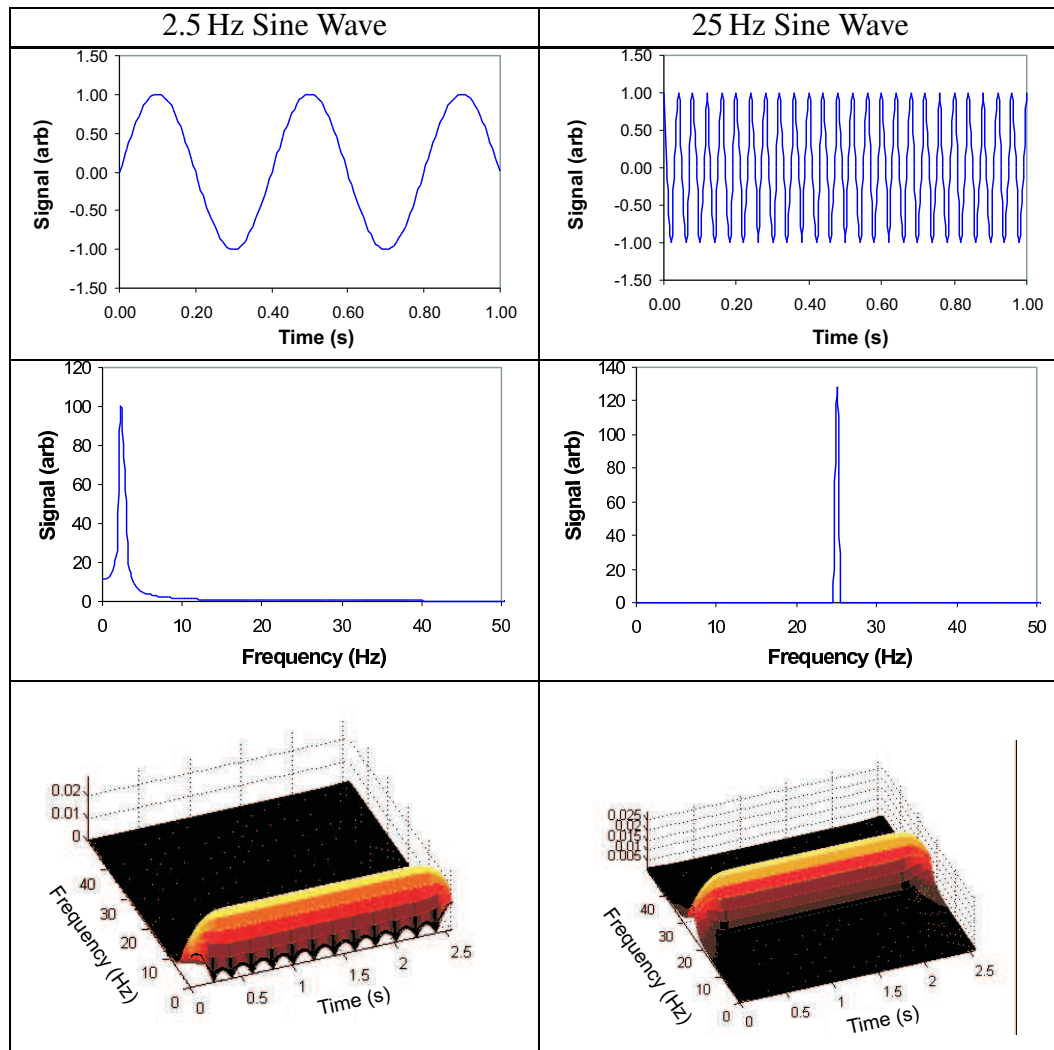 2.5 Hz Sine Wave
25 Hz Sine Wave
1.50
1.00
0.50
0.00
-0.50
-1.00
-1.50
Signal (arb)
0.00 0.20 0.40 0.60 0.80 1.00
Time (s)
1.50
1.00
0.50
0.00
-0.50
-1.00
-1.50
Signal (arb)
0.00 0.20 0.40 0.60 0.80 1.00
Time (s)
120
100
80
60
40
20
0
Signal (arb)
0 10 20 30 40 50
Frequency (Hz)
140
120
100
80
60
40
20
0
Signal (arb)
0 10 20 30 40 50
Frequency (Hz)
0.02
0.01
0
40
30
20
10
0
Frequency (Hz)
0 0.5 1 1.5 2 2.5
Time (s)
0.025
0.02
0.015
0.01
0.005
40
30
20
10
0
Frequency (Hz)
0 0.5 1 1.5 2 2.5
Time (s)